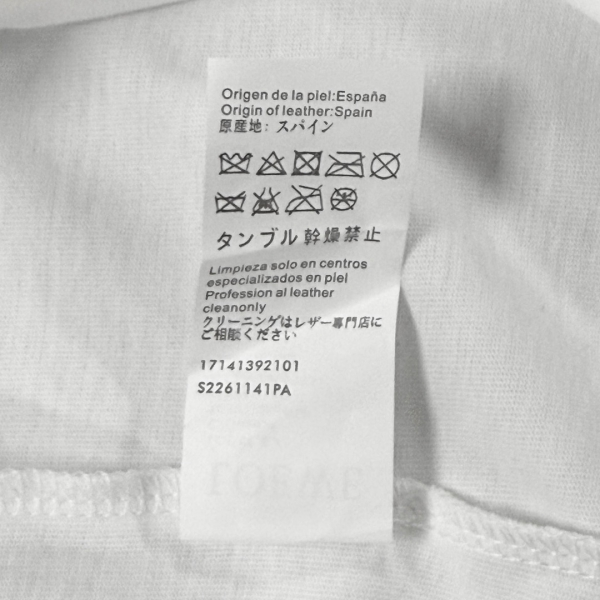 Origen de la piel:España
Origin of leather:Spain
原産地: スパイン
タンブル 幹燥禁止
Limpieza solo en centros
especializados en piel
Profession al leather
cleanonly
クリーニングはレザー専門店に
ご相談ください
17141392101
S2261141PA